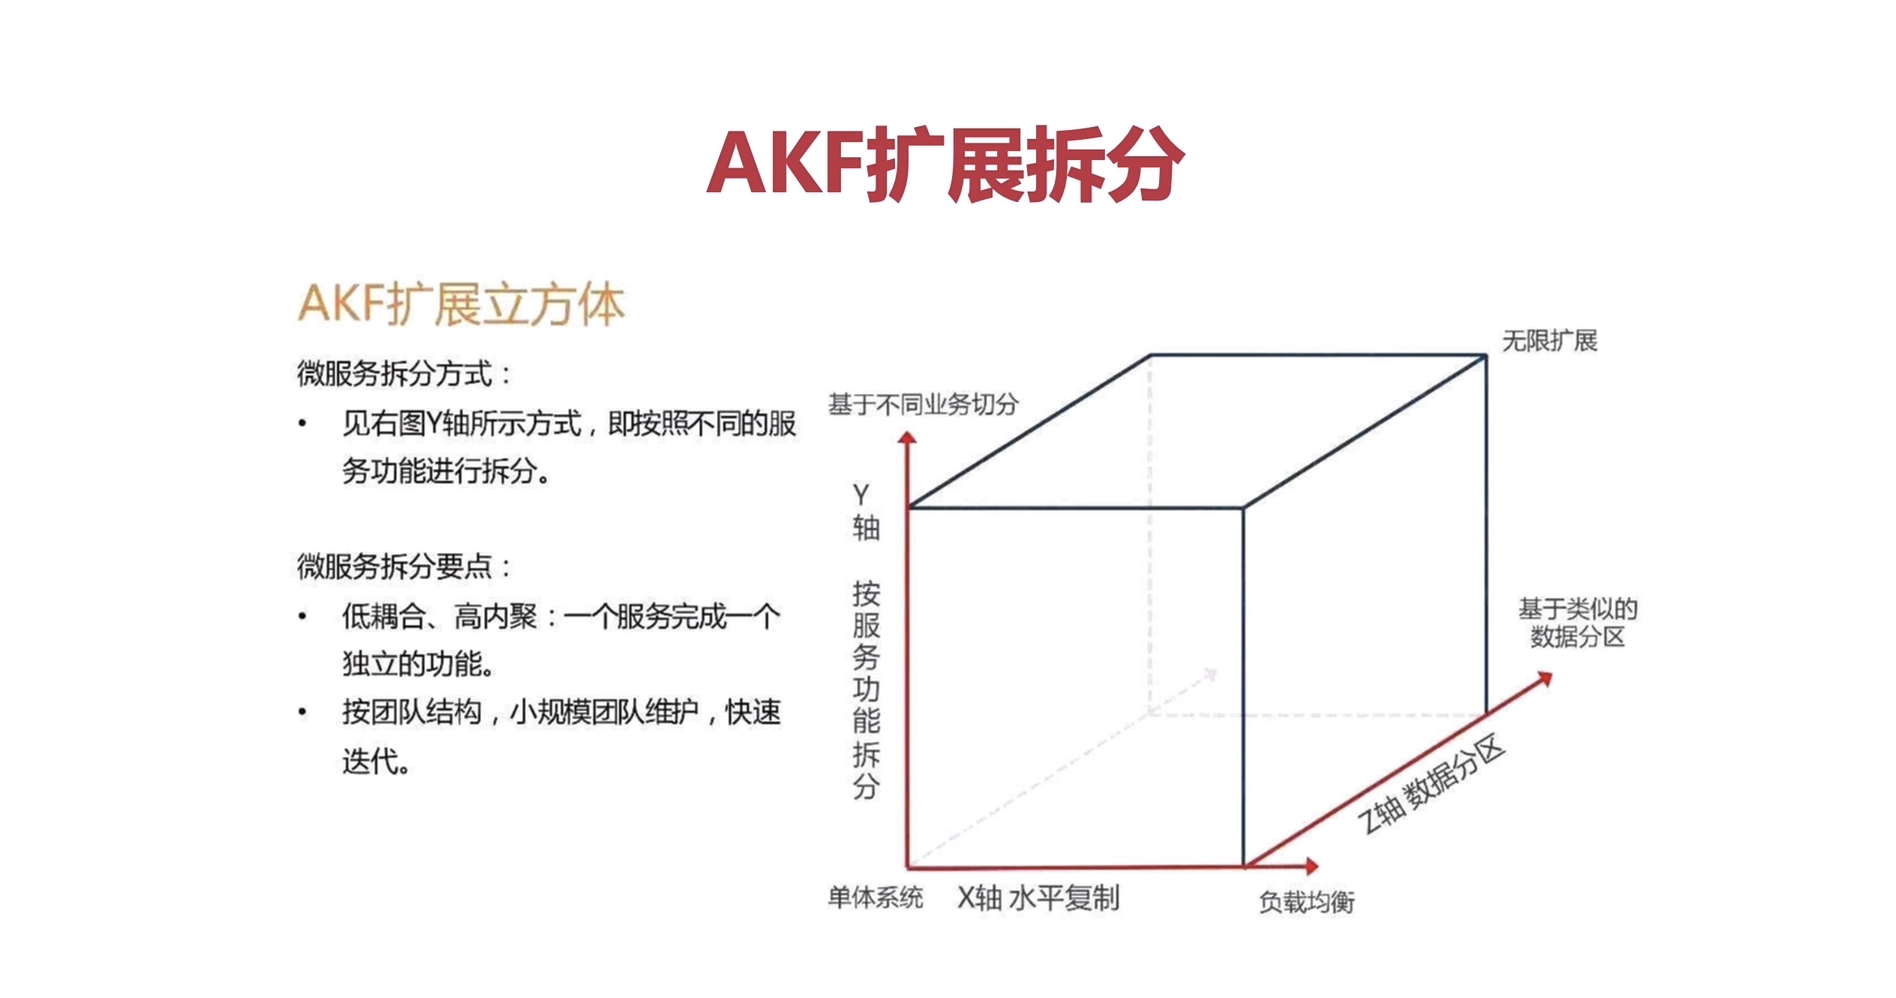 AKF扩展拆分
AKF扩展立方体
微服务拆分方式：
• 见右图Y轴所示方式，即按照不同的服
务功能进行拆分。
微服务拆分要点：
• 低耦合、高内聚：一个服务完成一个
独立的功能。
• 按团队结构，小规模团队维护，快速
迭代。
无限扩展
基于不同业务切分
Y轴 按服务功能拆分
基于类似的
数据分区
Z轴 数据分区
单体系统
X轴 水平复制
负载均衡